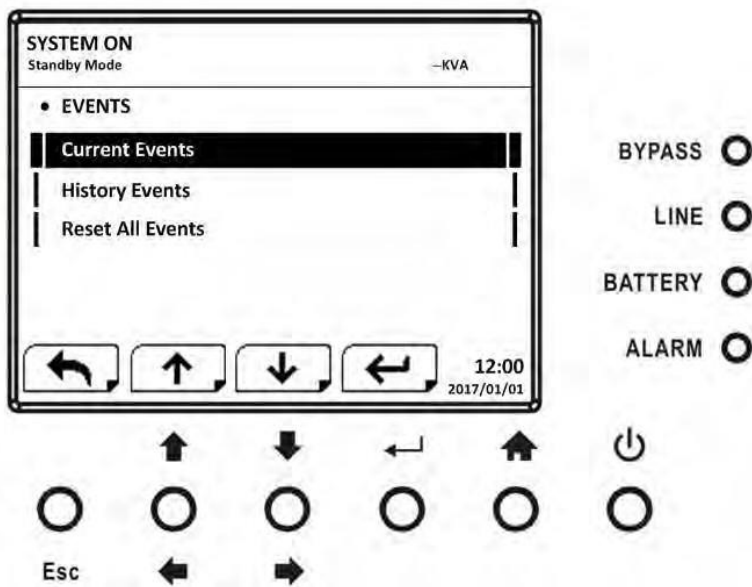 SYSTEM ON
Standby Mode
–KVA
• EVENTS
Current Events
History Events
Reset All Events
12:00
2017/01/01
BYPASS
LINE
BATTERY
ALARM
Esc